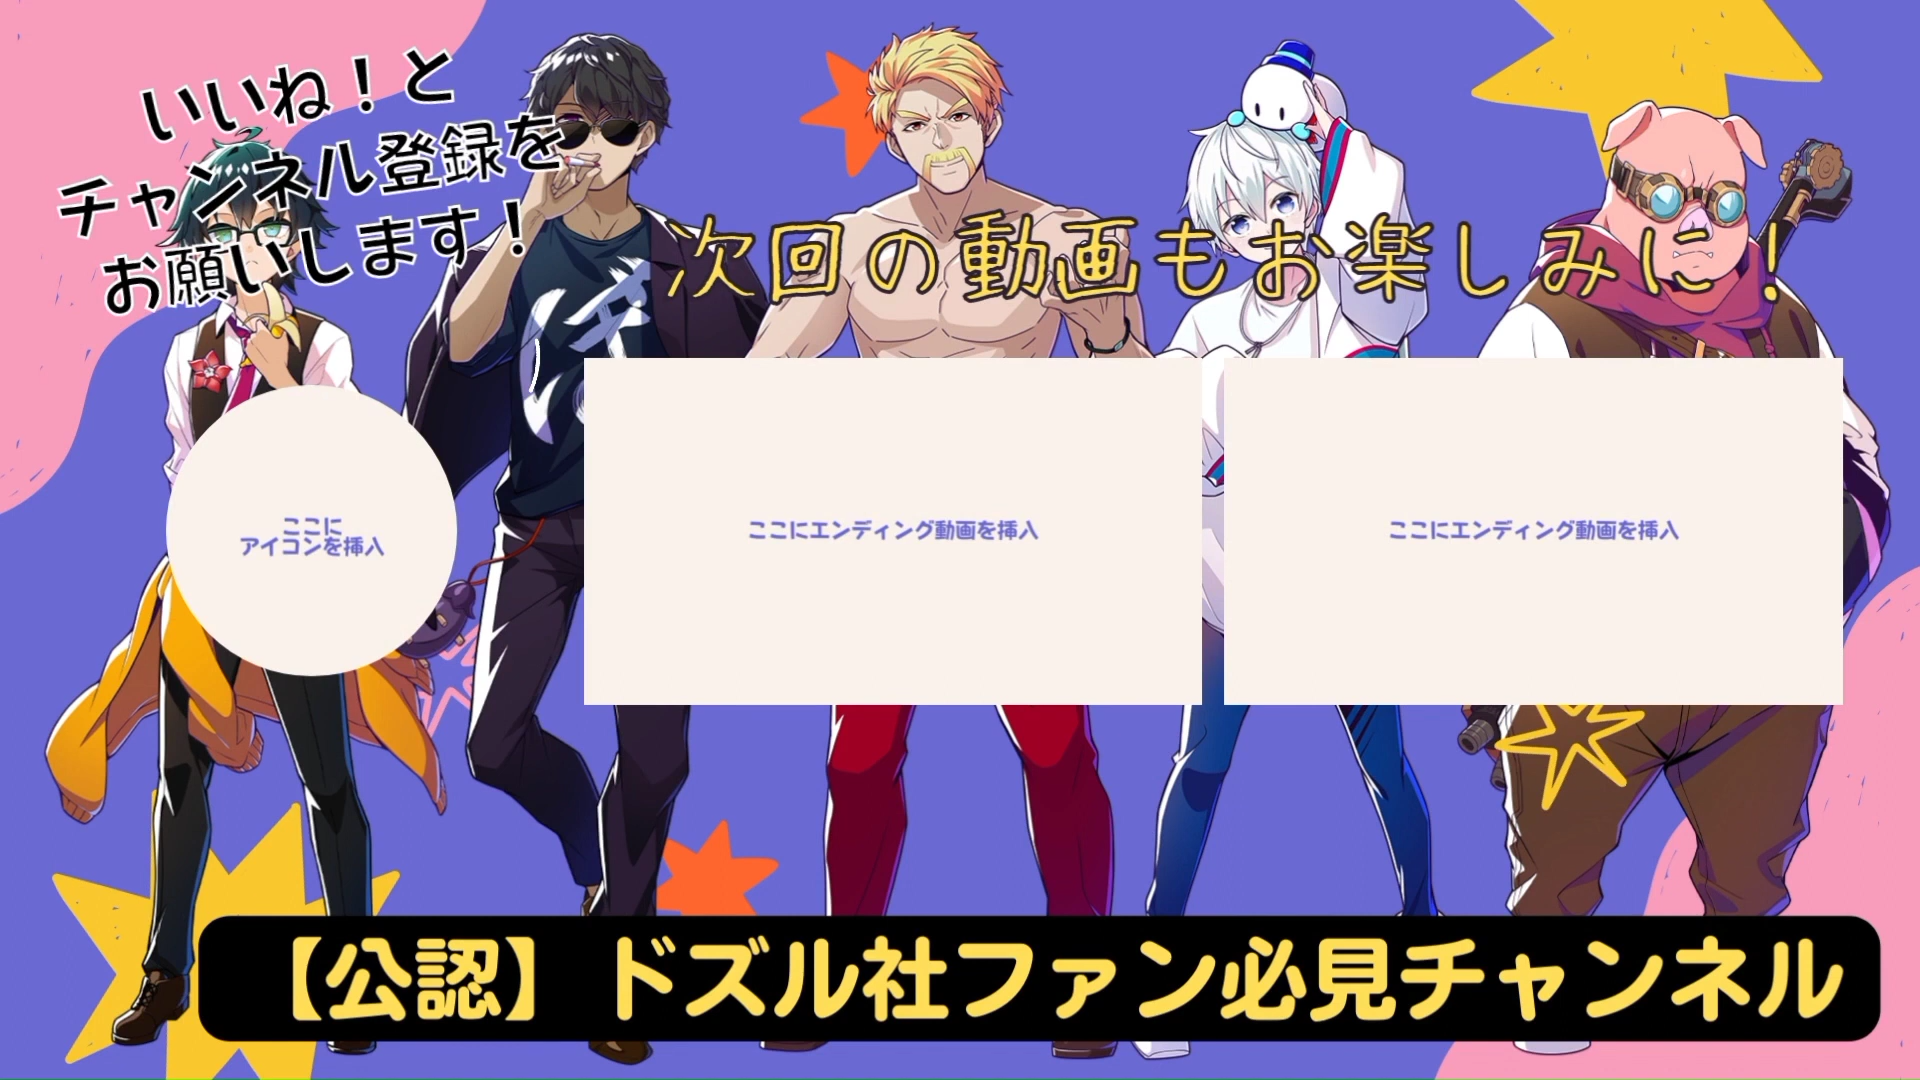 いいね！と
チャンネル登録を
お願いします！
次回の動画もお楽しみに！
ここに
アイコンを挿入
ここにエンディング動画を挿入
ここにエンディング動画を挿入
【公認】ドズル社ファン必見チャンネル